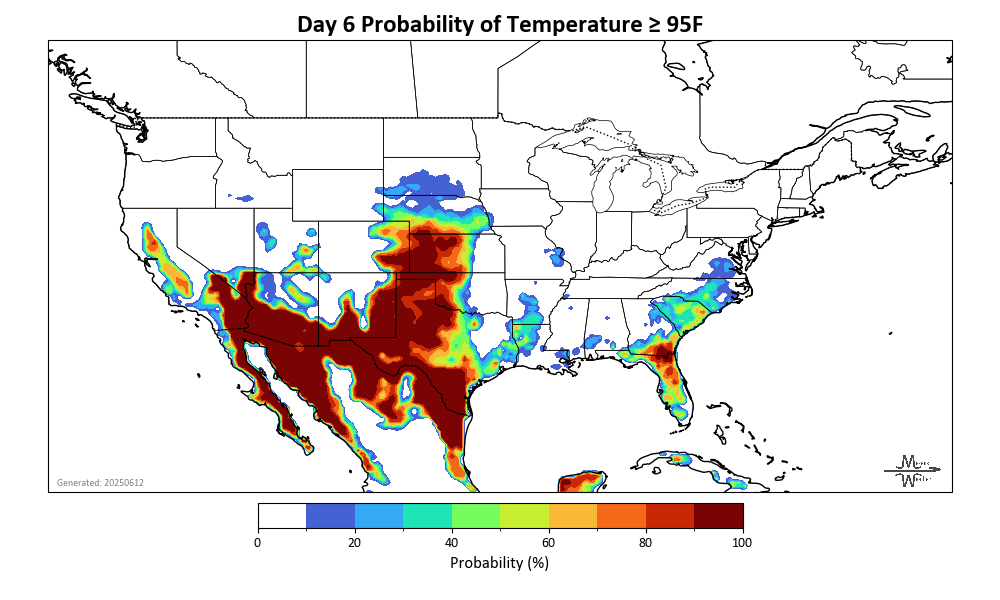 Day 6 Probability of Temperature ≥ 95F
Generated: 20250612
0 20 40 60 80 100
Probability (%)